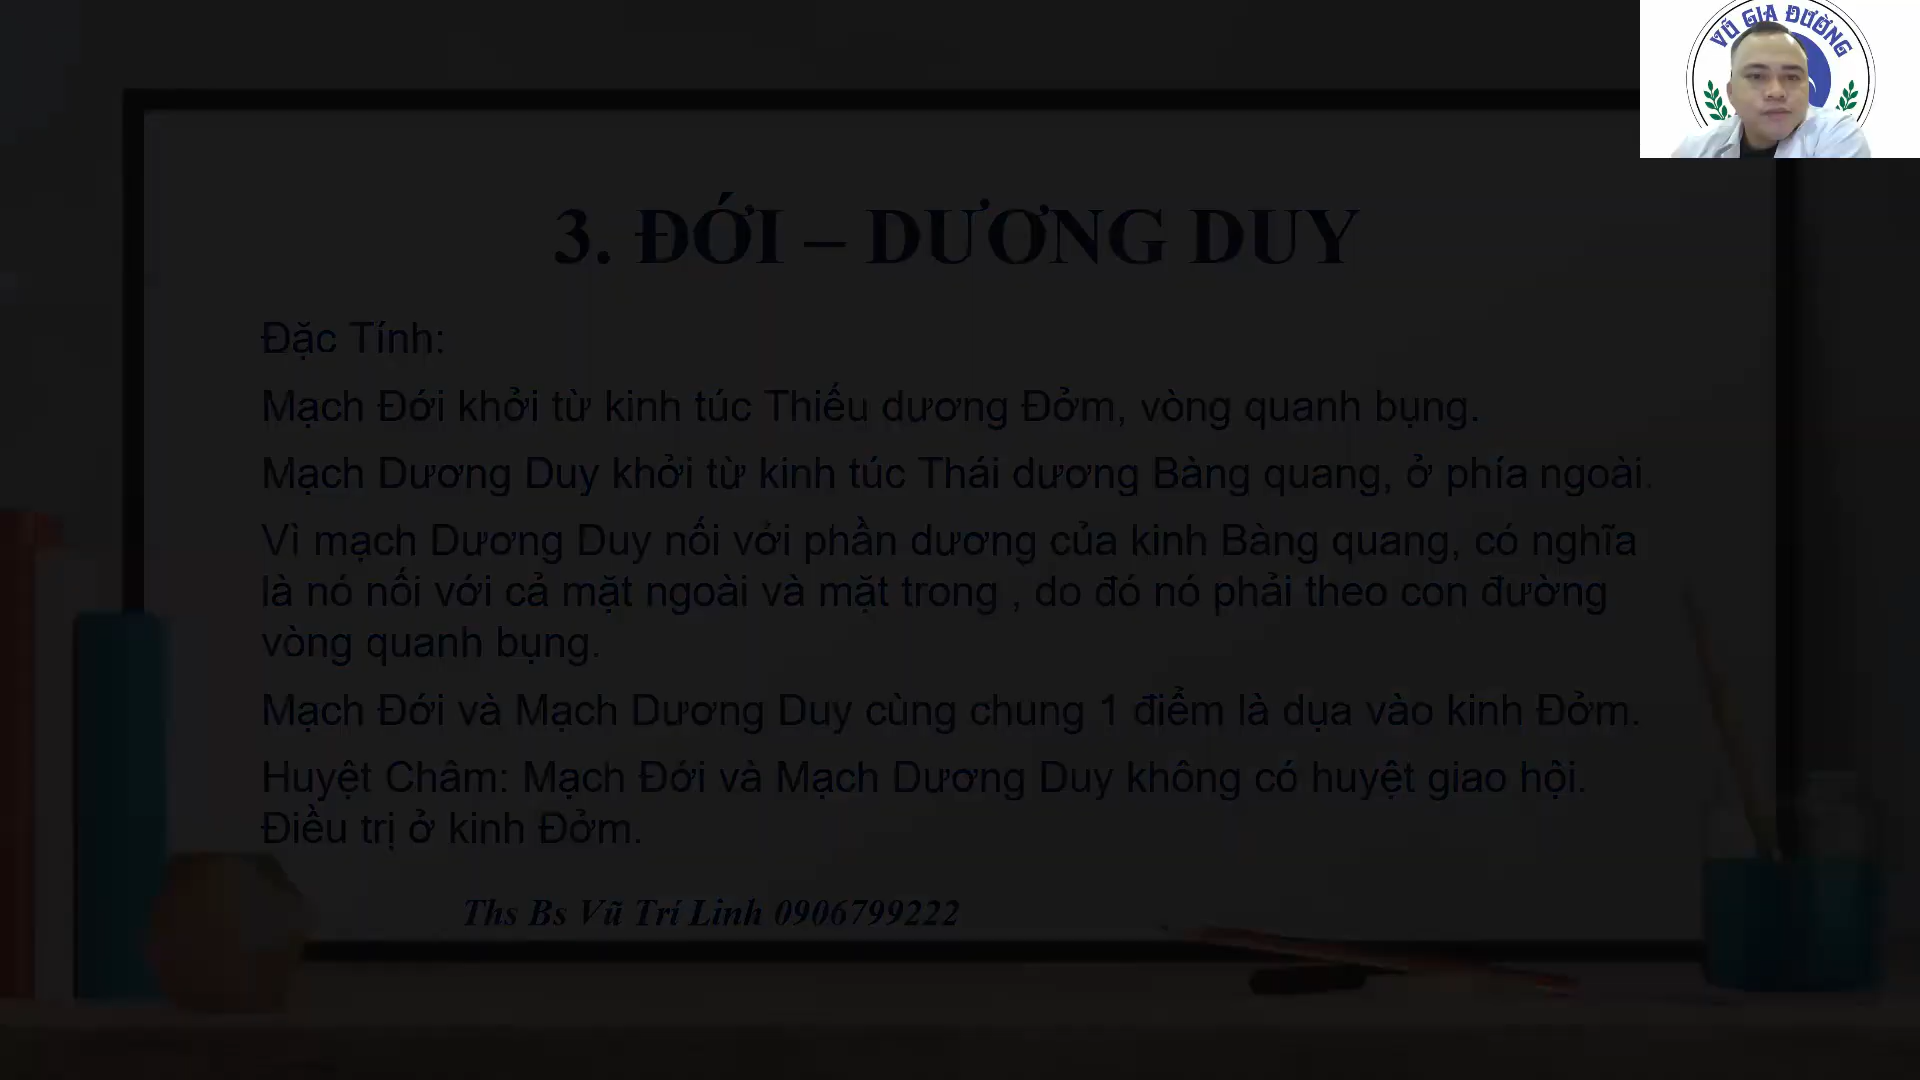 VŨ GIA ĐƯỜNG
3. ĐỚI – DƯƠNG DUY
Đặc Tính:
Mạch Đới khởi từ kinh túc Thiếu dương Đởm, vòng quanh bụng.
Mạch Dương Duy khởi từ kinh túc Thái dương Bàng quang, ở phía ngoài.
Vì mạch Dương Duy nối với phần dương của kinh Bàng quang, có nghĩa
là nó nối với cả mặt ngoài và mặt trong , do đó nó phải theo con đường
vòng quanh bụng.
Mạch Đới và Mạch Dương Duy cùng chung 1 điểm là dụa vào kinh Đởm.
Huyệt Châm: Mạch Đới và Mạch Dương Duy không có huyệt giao hội.
Điều trị ở kinh Đởm.
Ths Bs Vũ Trí Linh 0906799222